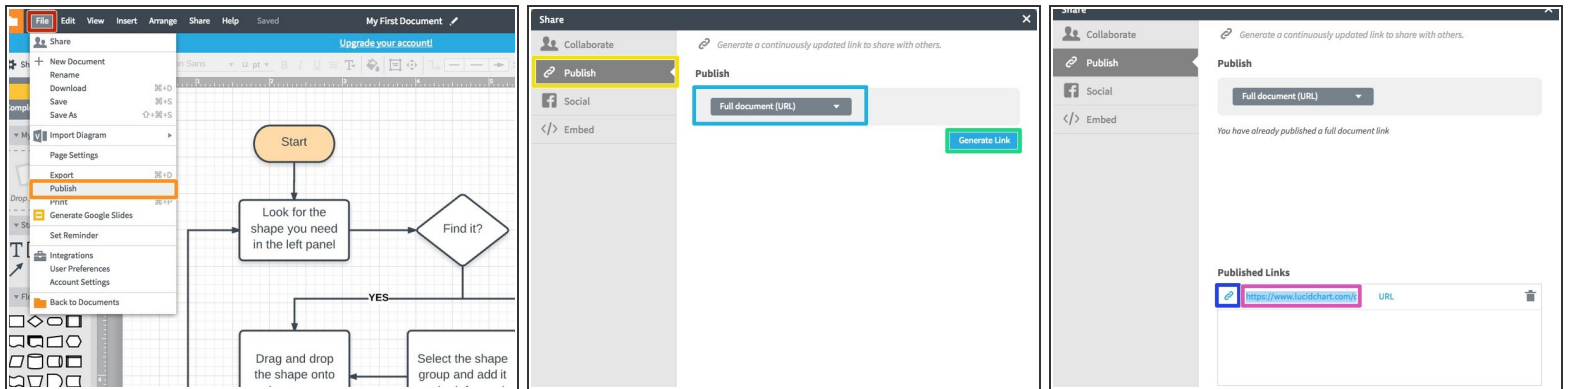 File Edit View Insert Arrange Share Help Saved My First Document
Upgrade your account!
Share
New Document
Rename
Download ⌘+D
Save ⌘+S
Save As ⇧+⌘+S
Import Diagram
Page Settings
Export ⌘+D
Publish
Print ⌘+P
Generate Google Slides
Set Reminder
Integrations
User Preferences
Account Settings
Back to Documents
12 pt
Start
Look for the
shape you need
in the left panel
Find it?
YES
Drag and drop
the shape onto
Select the shape
group and add it
Share
Collaborate
Publish
Social
Embed
Generate a continuously updated link to share with others.
Publish
Full document (URL)
Generate Link
Share
Collaborate
Publish
Social
Embed
Generate a continuously updated link to share with others.
Publish
Full document (URL)
You have already published a full document link
Published Links
https://www.lucidchart.com/c URL